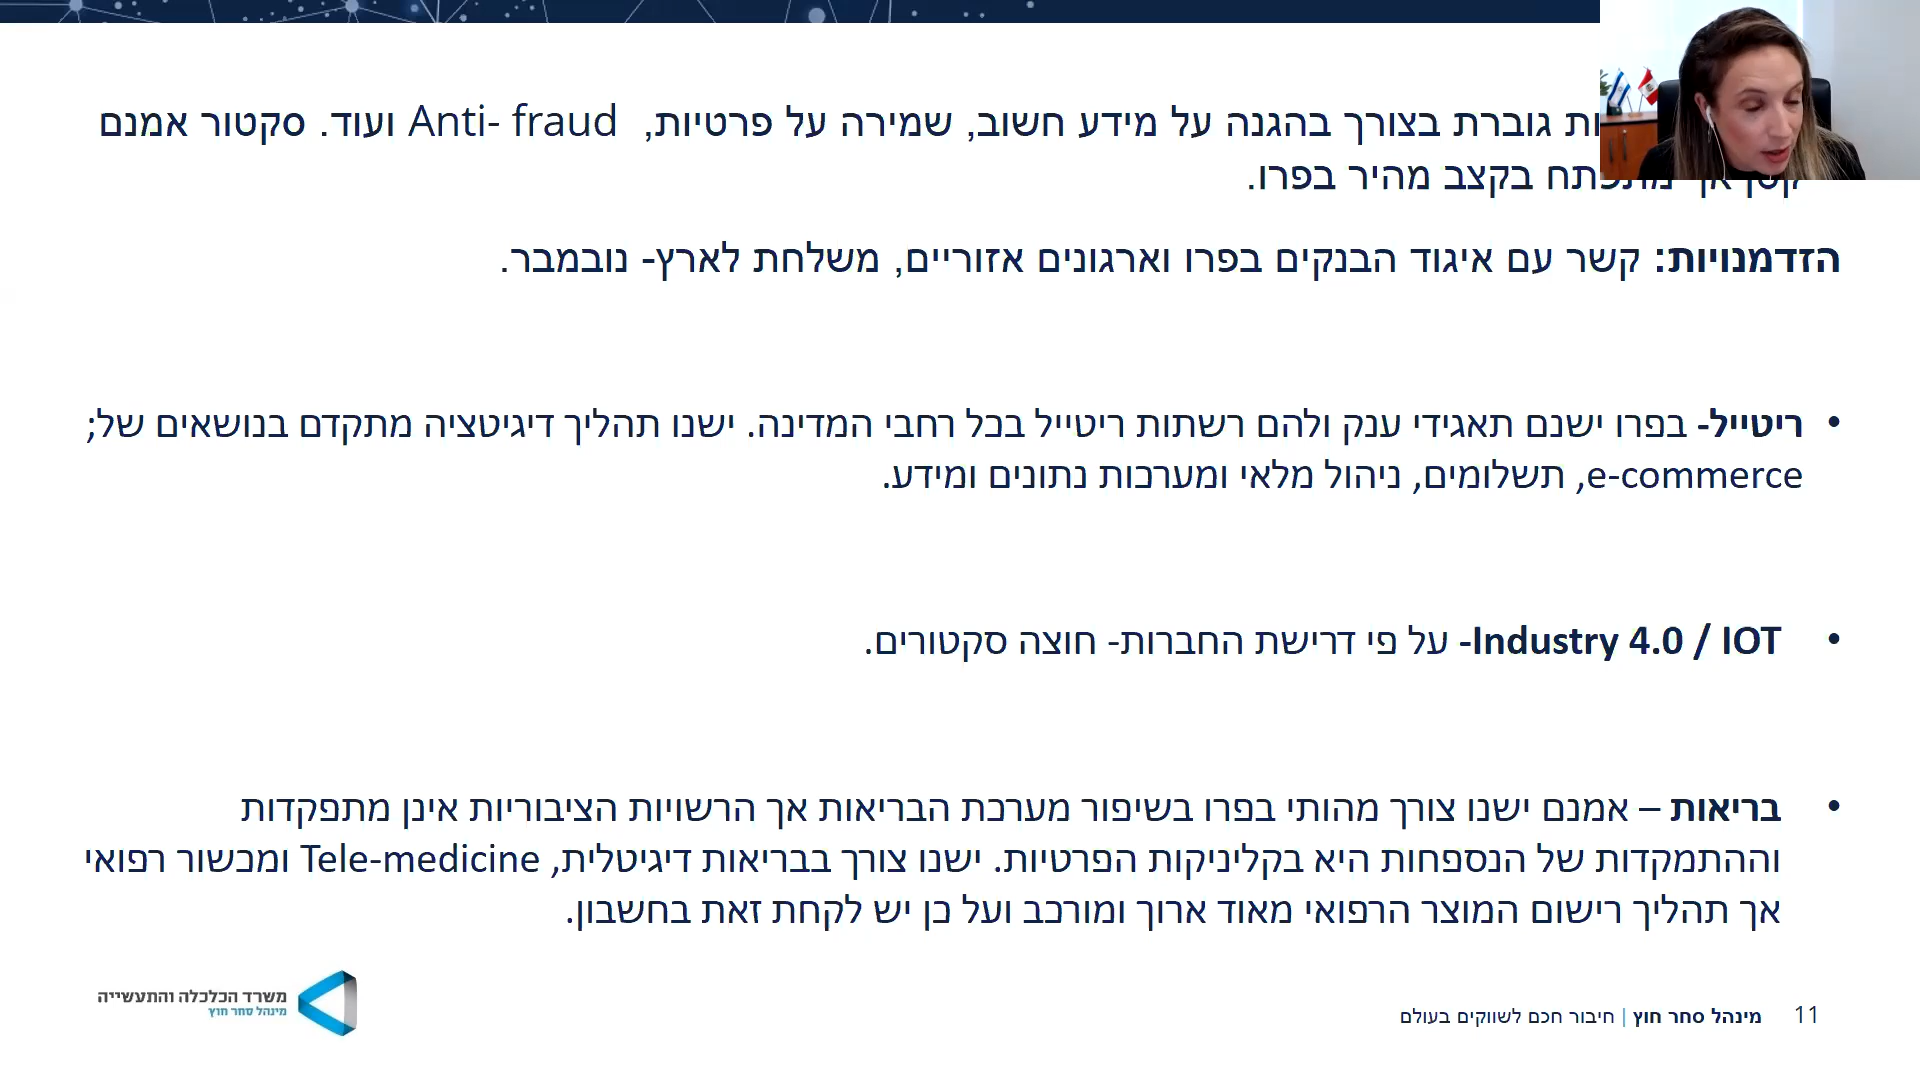 גוברת בצורך בהגנה על מידע חשוב, שמירה על פרטיות, Anti- fraud ועוד. סקטור אמנם
בקצב מהיר בפרו.
הזדמנויות: קשר עם איגוד הבנקים בפרו וארגונים אזוריים, משלחת לארץ- נובמבר.
• ריטייל- בפרו ישנם תאגידי ענק ולהם רשתות ריטייל בכל רחבי המדינה. ישנו תהליך דיגיטציה מתקדם בנושאים של;
e-commerce, תשלומים, ניהול מלאי ומערכות נתונים ומידע.
• Industry 4.0 / IOT- על פי דרישת החברות- חוצה סקטורים.
• בריאות – אמנם ישנו צורך מהותי בפרו בשיפור מערכת הבריאות אך הרשויות הציבוריות אינן מתפקדות
וההתמקדות של הנספחות היא בקליניקות הפרטיות. ישנו צורך בבריאות דיגיטלית, Tele-medicine ומכשור רפואי
אך תהליך רישום המוצר הרפואי מאוד ארוך ומורכב ועל כן יש לקחת זאת בחשבון.
11 מינהל סחר חוץ | חיבור חכם לשווקים בעולם
משרד הכלכלה והתעשייה
מינהל סחר חוץ